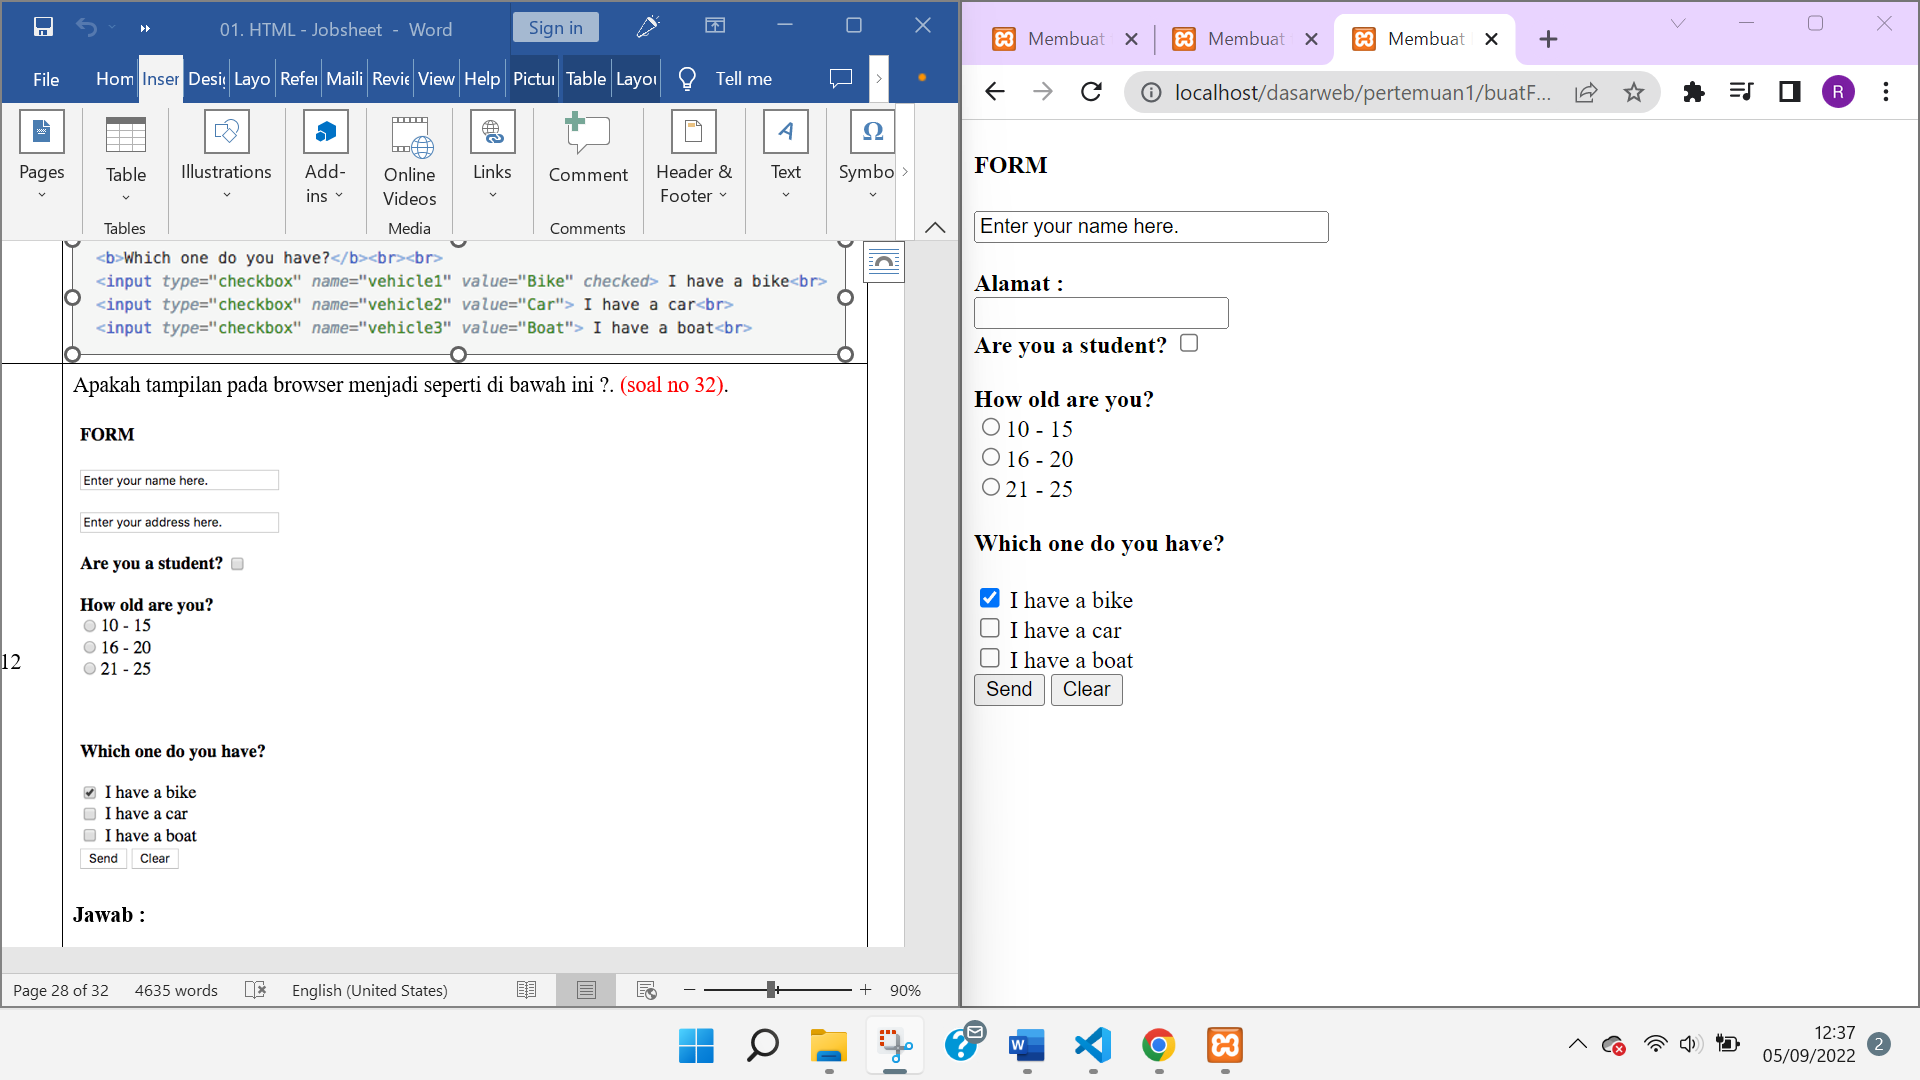 01. HTML - Jobsheet - Word
Sign in
File
Hom
Inser
Desig
Layo
Refer
Maili
Revie
View
Help
Pictur
Table
Layou
Tell me
Pages
Table
Illustrations
Add-
ins
Online
Videos
Links
Comment
Header &
Footer
Text
Symbo
Tables
Media
Comments
<b>Which one do you have?</b><br><br>
<input type="checkbox" name="vehicle1" value="Bike" checked> I have a bike<br>
<input type="checkbox" name="vehicle2" value="Car"> I have a car<br>
<input type="checkbox" name="vehicle3" value="Boat"> I have a boat<br>
Apakah tampilan pada browser menjadi seperti di bawah ini ?. (soal no 32).
FORM
Enter your name here.
Enter your address here.
Are you a student?
How old are you?
10 - 15
16 - 20
21 - 25
12
Which one do you have?
I have a bike
I have a car
I have a boat
Send Clear
Jawab :
Page 28 of 32
4635 words
English (United States)
90%
Membuat
Membuat
Membuat
localhost/dasarweb/pertemuan1/buatF...
R
FORM
Enter your name here.
Alamat :
Are you a student?
How old are you?
10 - 15
16 - 20
21 - 25
Which one do you have?
I have a bike
I have a car
I have a boat
Send Clear
12:37
05/09/2022
2